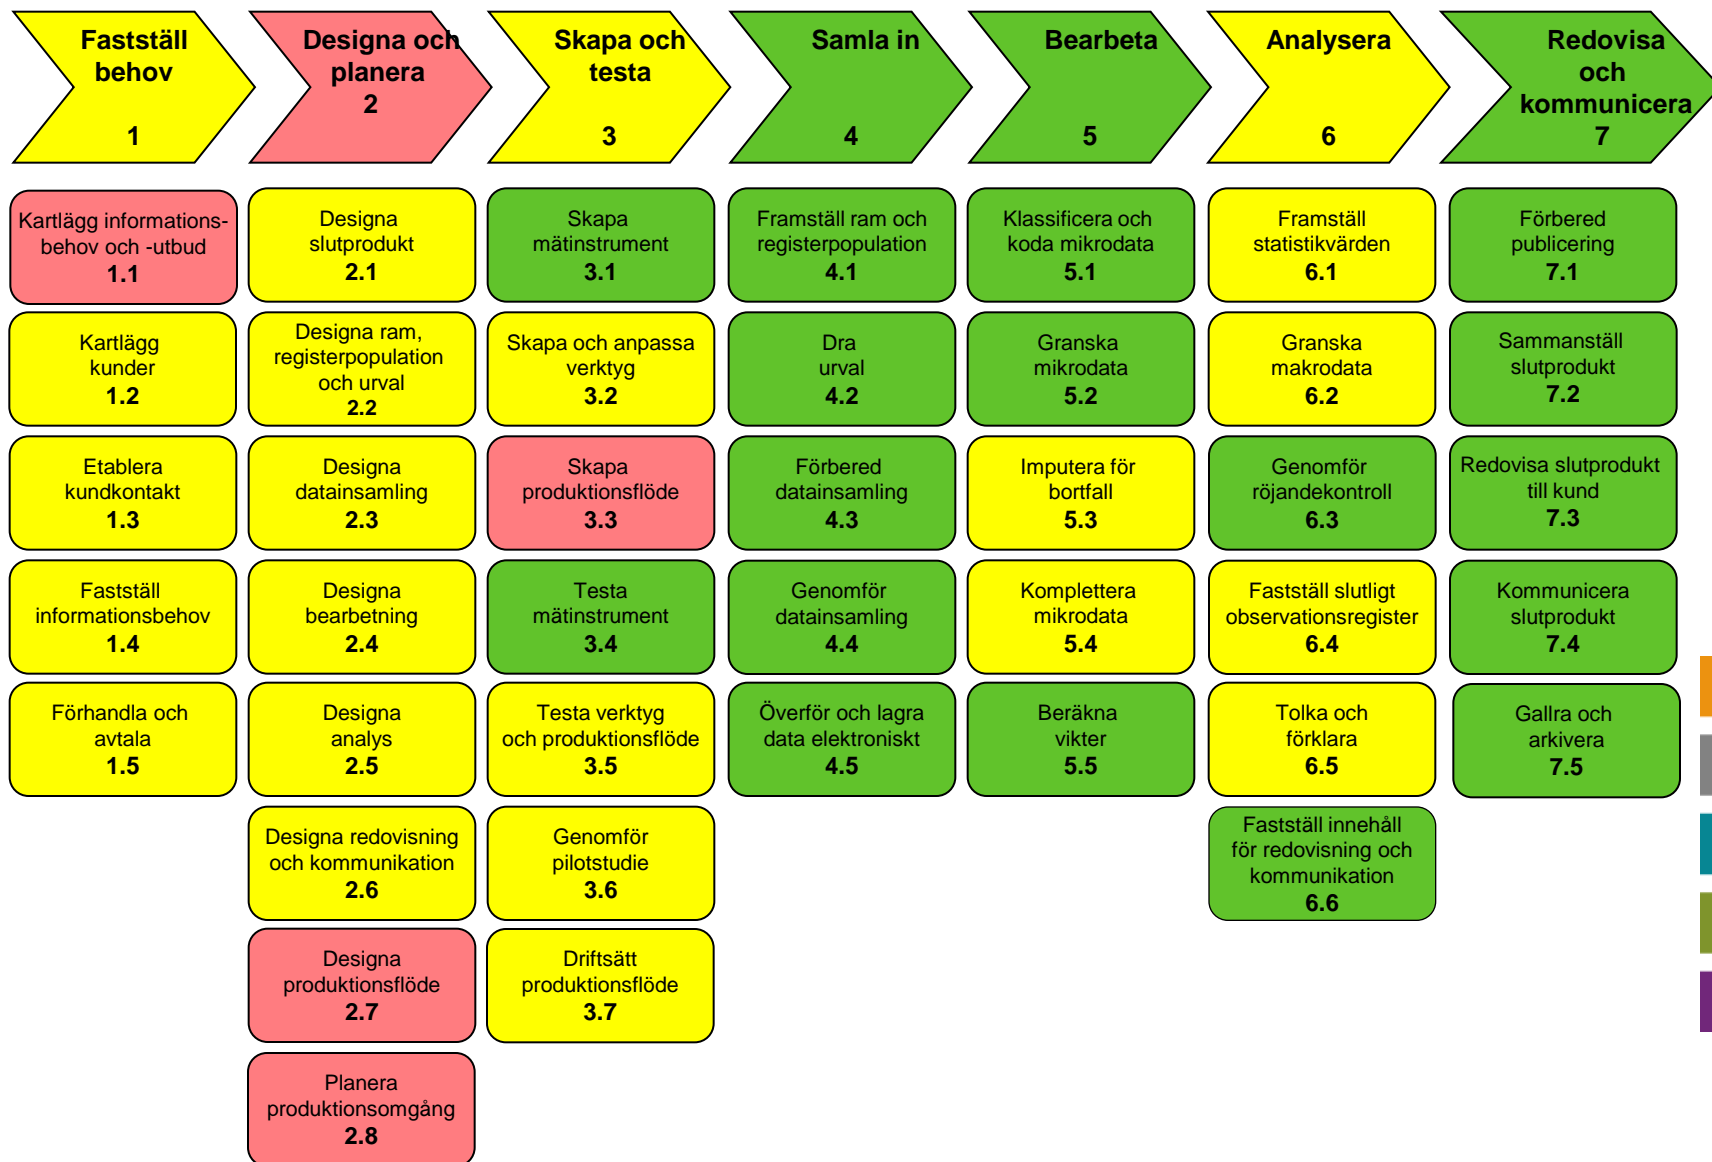 Fastställ
behov
1
Designa och
planera
2
Skapa och
testa
3
Samla in
4
Bearbeta
5
Analysera
6
Redovisa
och
kommunicera
7
Kartlägg informations-
behov och -utbud
1.1
Kartlägg
kunder
1.2
Etablera
kundkontakt
1.3
Fastställ
informationsbehov
1.4
Förhandla och
avtala
1.5
Designa
slutprodukt
2.1
Designa ram,
registerpopulation
och urval
2.2
Designa
datainsamling
2.3
Designa
bearbetning
2.4
Designa
analys
2.5
Designa redovisning
och kommunikation
2.6
Designa
produktionsflöde
2.7
Planera
produktionsomgång
2.8
Skapa
mätinstrument
3.1
Skapa och anpassa
verktyg
3.2
Skapa
produktionsflöde
3.3
Testa
mätinstrument
3.4
Testa verktyg
och produktionsflöde
3.5
Genomför
pilotstudie
3.6
Driftsätt
produktionsflöde
3.7
Framställ ram och
registerpopulation
4.1
Dra
urval
4.2
Förbered
datainsamling
4.3
Genomför
datainsamling
4.4
Överför och lagra
data elektroniskt
4.5
Klassificera och
koda mikrodata
5.1
Granska
mikrodata
5.2
Imputera för
bortfall
5.3
Komplettera
mikrodata
5.4
Beräkna
vikter
5.5
Framställ
statistikvärden
6.1
Granska
makrodata
6.2
Genomför
röjandekontroll
6.3
Fastställ slutligt
observationsregister
6.4
Tolka och
förklara
6.5
Fastställ innehåll
för redovisning och
kommunikation
6.6
Förbered
publicering
7.1
Sammanställ
slutprodukt
7.2
Redovisa slutprodukt
till kund
7.3
Kommunicera
slutprodukt
7.4
Gallra och
arkivera
7.5